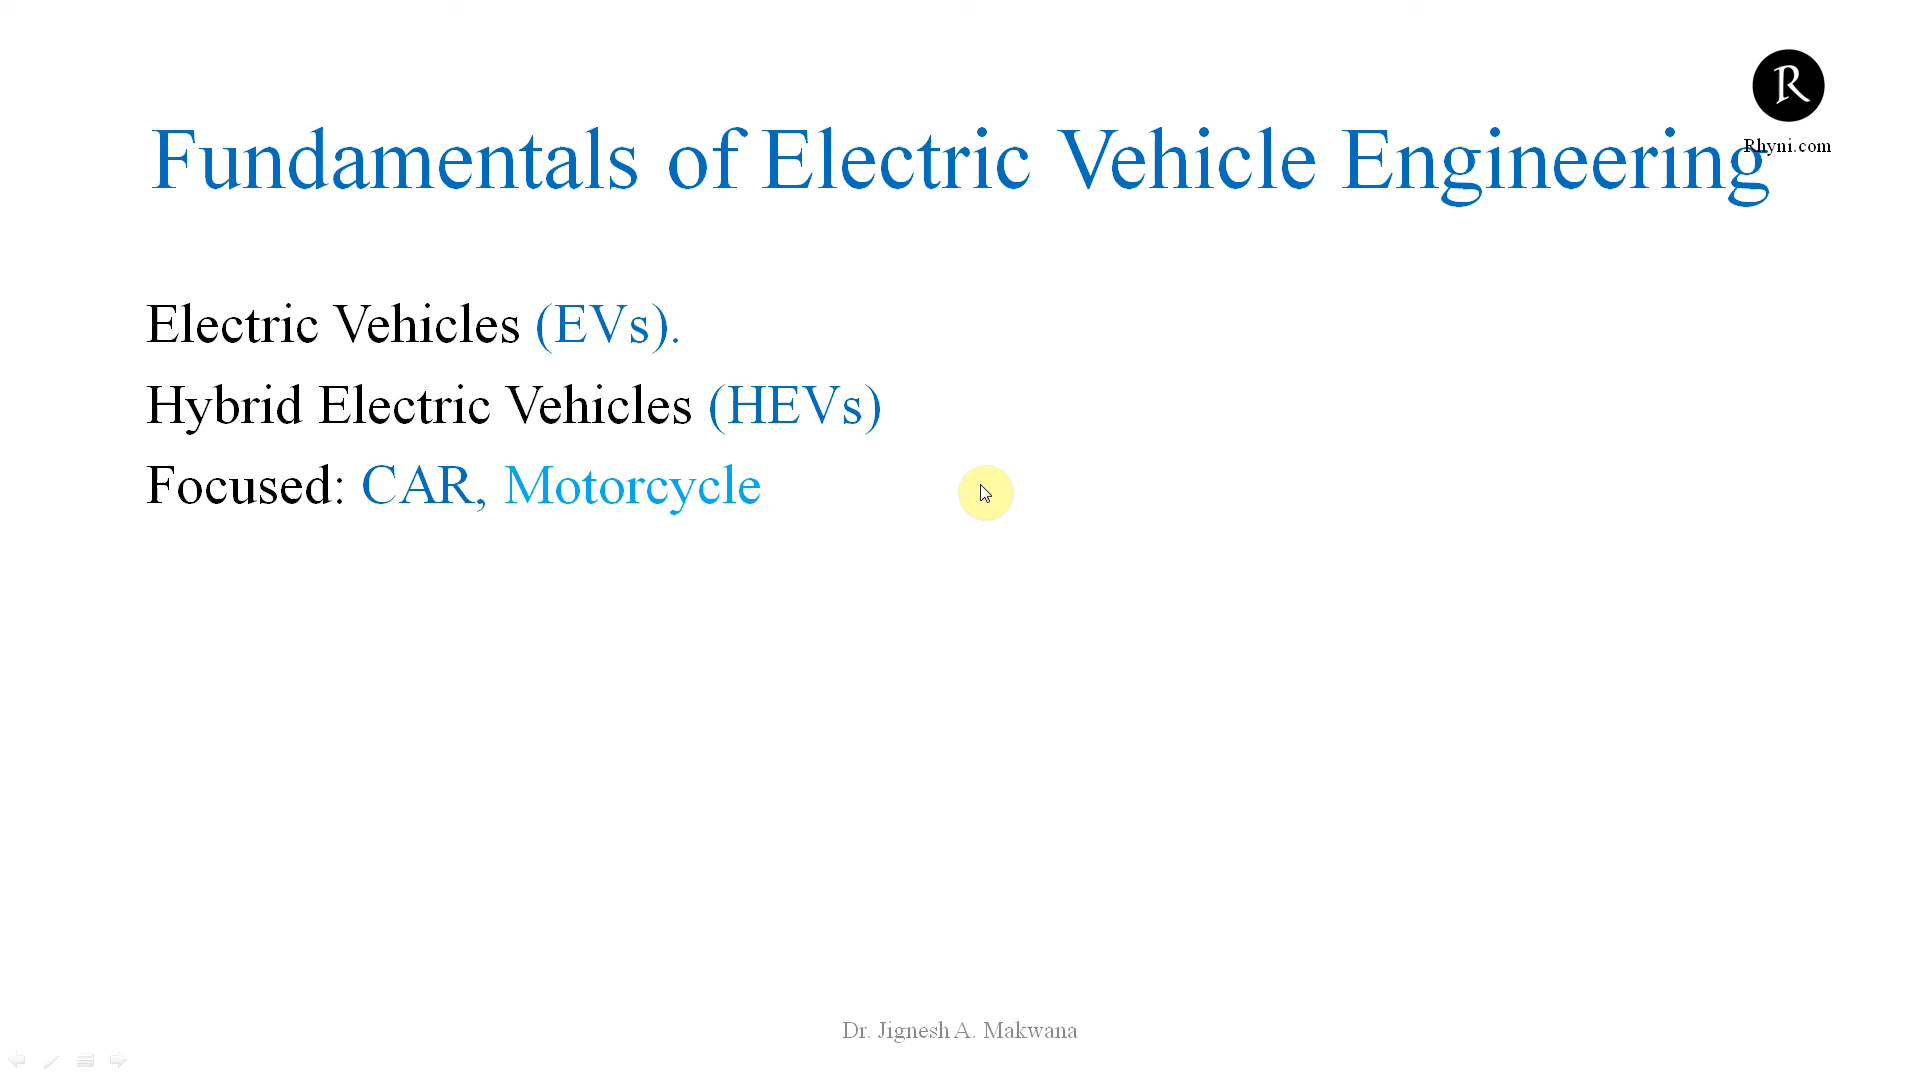 R
Rhyni.com
Fundamentals of Electric Vehicle Engineering
Electric Vehicles (EVs).
Hybrid Electric Vehicles (HEVs)
Focused: CAR, Motorcycle
Dr. Jignesh A. Makwana